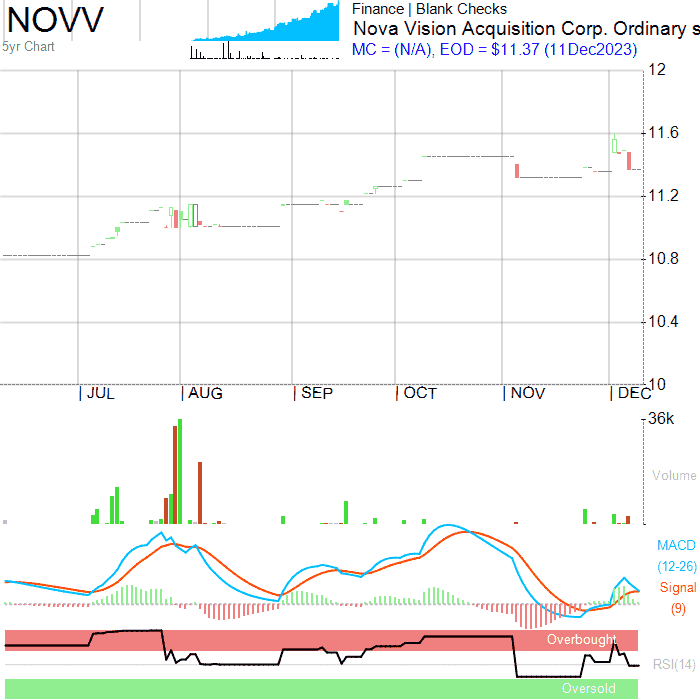 NOVV
5yr Chart
Finance | Blank Checks
Nova Vision Acquisition Corp. Ordinary s
MC = (N/A), EOD = $11.37 (11Dec2023)
12
11.6
11.2
10.8
10.4
10
JUL AUG SEP OCT NOV DEC
36k
Volume
MACD
(12-26)
Signal
(9)
Overbought
RSI(14)
Oversold